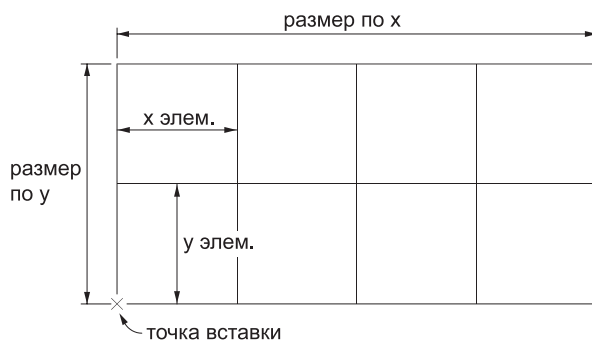 размер по x
x элем.
размер
по y
y элем.
точка вставки